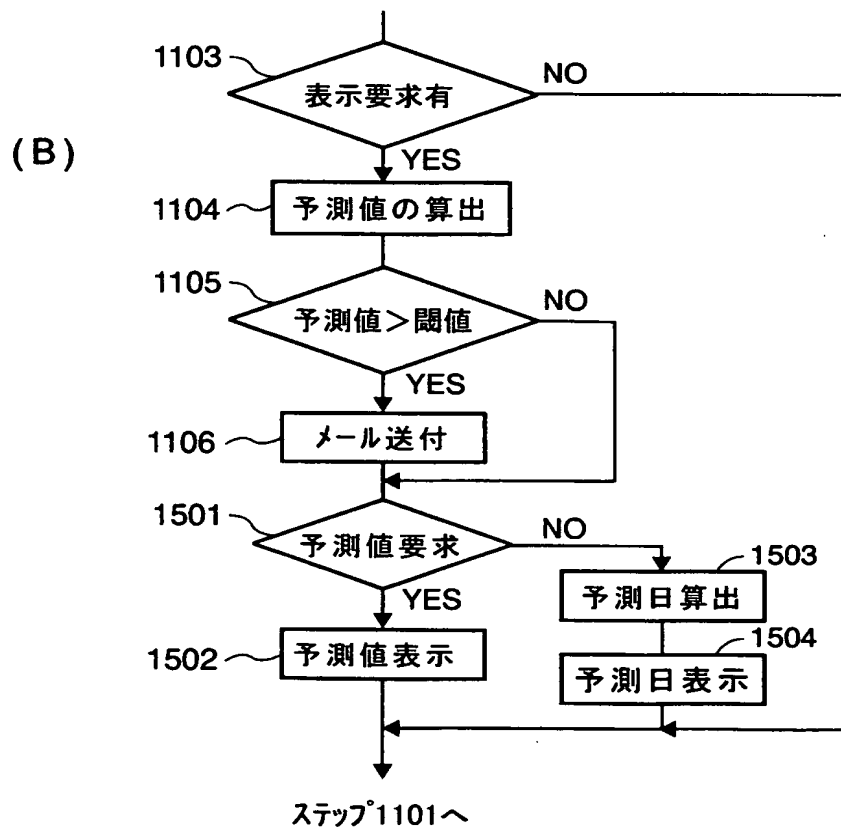 1103
表示要求有
NO
(B)
YES
1104
予測値の算出
1105
予測値>閾値
NO
YES
1106
メール送付
1501
予測値要求
NO
1503
予測日算出
YES
1502
予測値表示
1504
予測日表示
ステップ1101へ